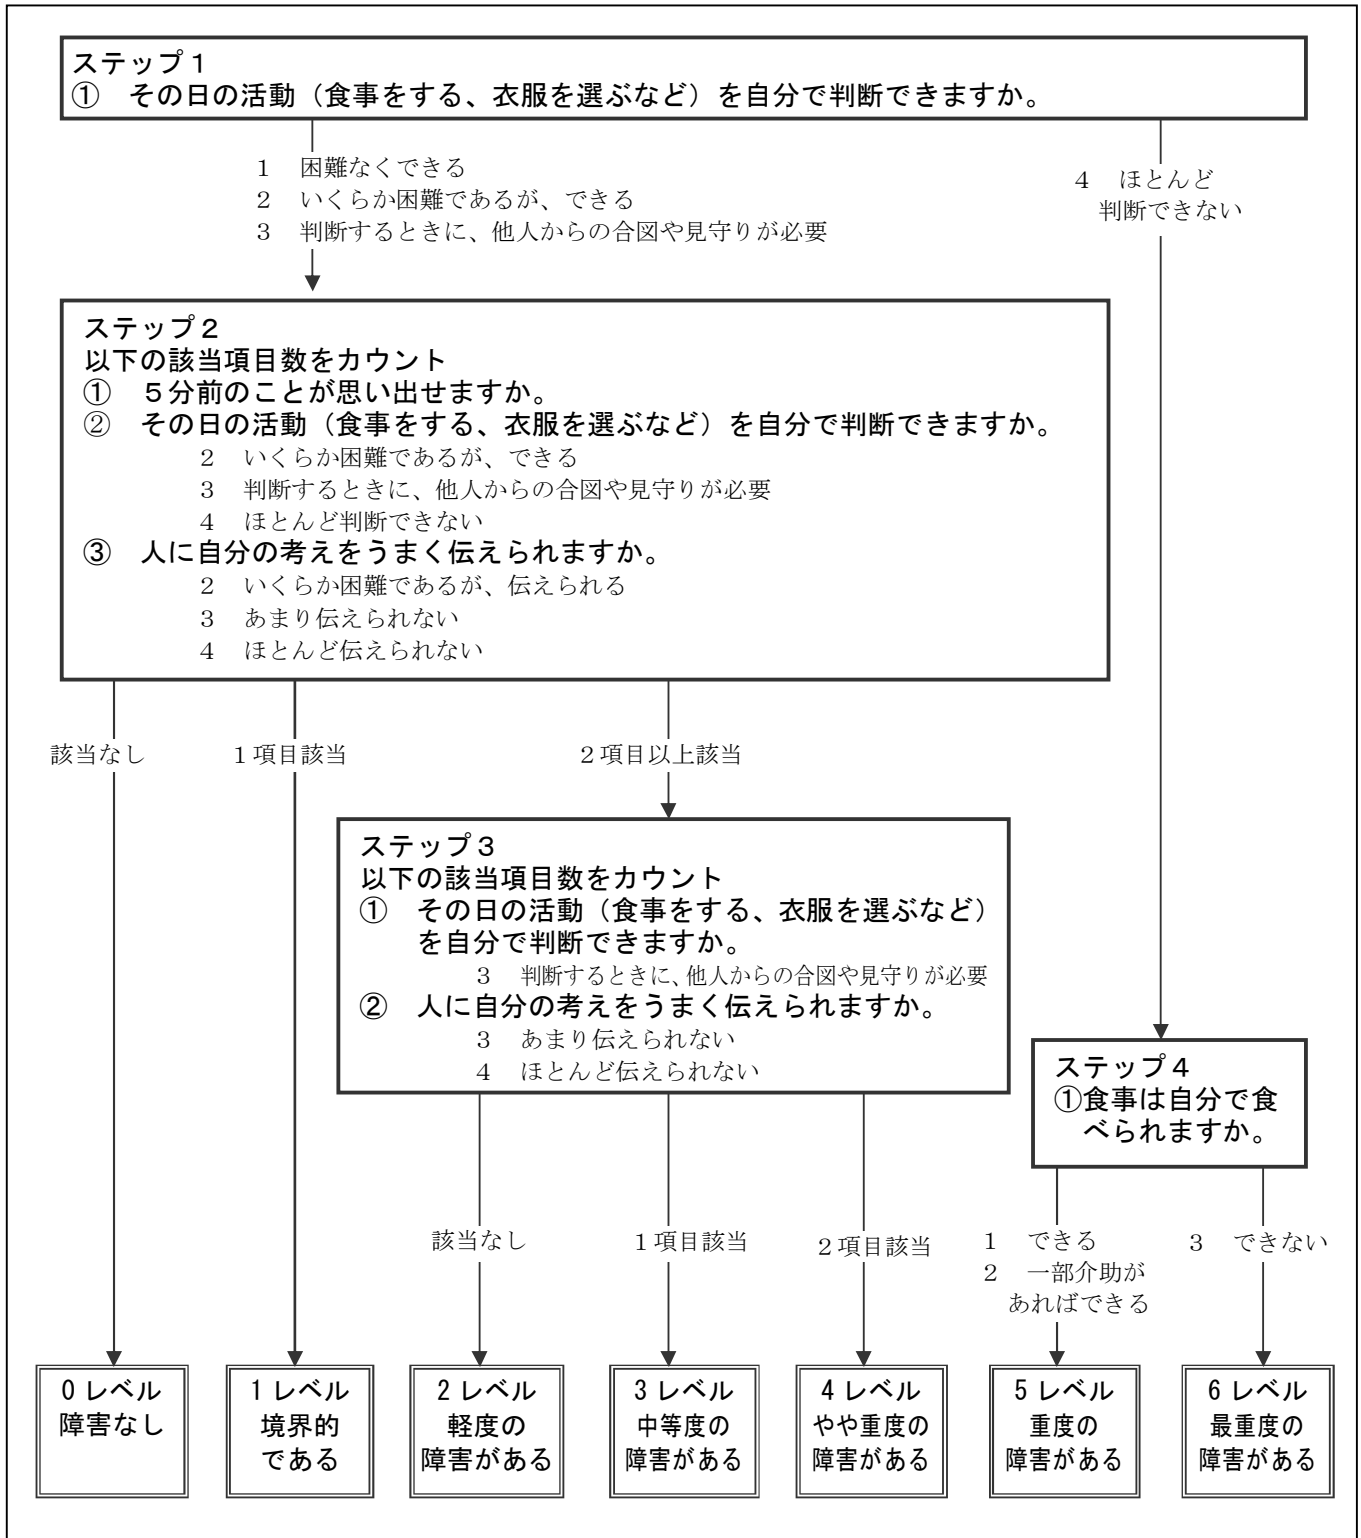 ステップ１
①　その日の活動（食事をする、衣服を選ぶなど）を自分で判断できますか。
１　困難なくできる
２　いくらか困難であるが、できる
３　判断するときに、他人からの合図や見守りが必要
４　ほとんど
判断できない
ステップ２
以下の該当項目数をカウント
①　５分前のことが思い出せますか。
②　その日の活動（食事をする、衣服を選ぶなど）を自分で判断できますか。
２　いくらか困難であるが、できる
３　判断するときに、他人からの合図や見守りが必要
４　ほとんど判断できない
③　人に自分の考えをうまく伝えられますか。
２　いくらか困難であるが、伝えられる
３　あまり伝えられない
４　ほとんど伝えられない
該当なし
１項目該当
２項目以上該当
ステップ３
以下の該当項目数をカウント
①　その日の活動（食事をする、衣服を選ぶなど）
を自分で判断できますか。
３　判断するときに、他人からの合図や見守りが必要
②　人に自分の考えをうまく伝えられますか。
３　あまり伝えられない
４　ほとんど伝えられない
ステップ４
①食事は自分で食
べられますか。
該当なし
１項目該当
２項目該当
１　できる
２　一部介助が
あればできる
３　できない
0 レベル
障害なし
1 レベル
境界的
である
2 レベル
軽度の
障害がある
3 レベル
中等度の
障害がある
4 レベル
やや重度の
障害がある
5 レベル
重度の
障害がある
6 レベル
最重度の
障害がある